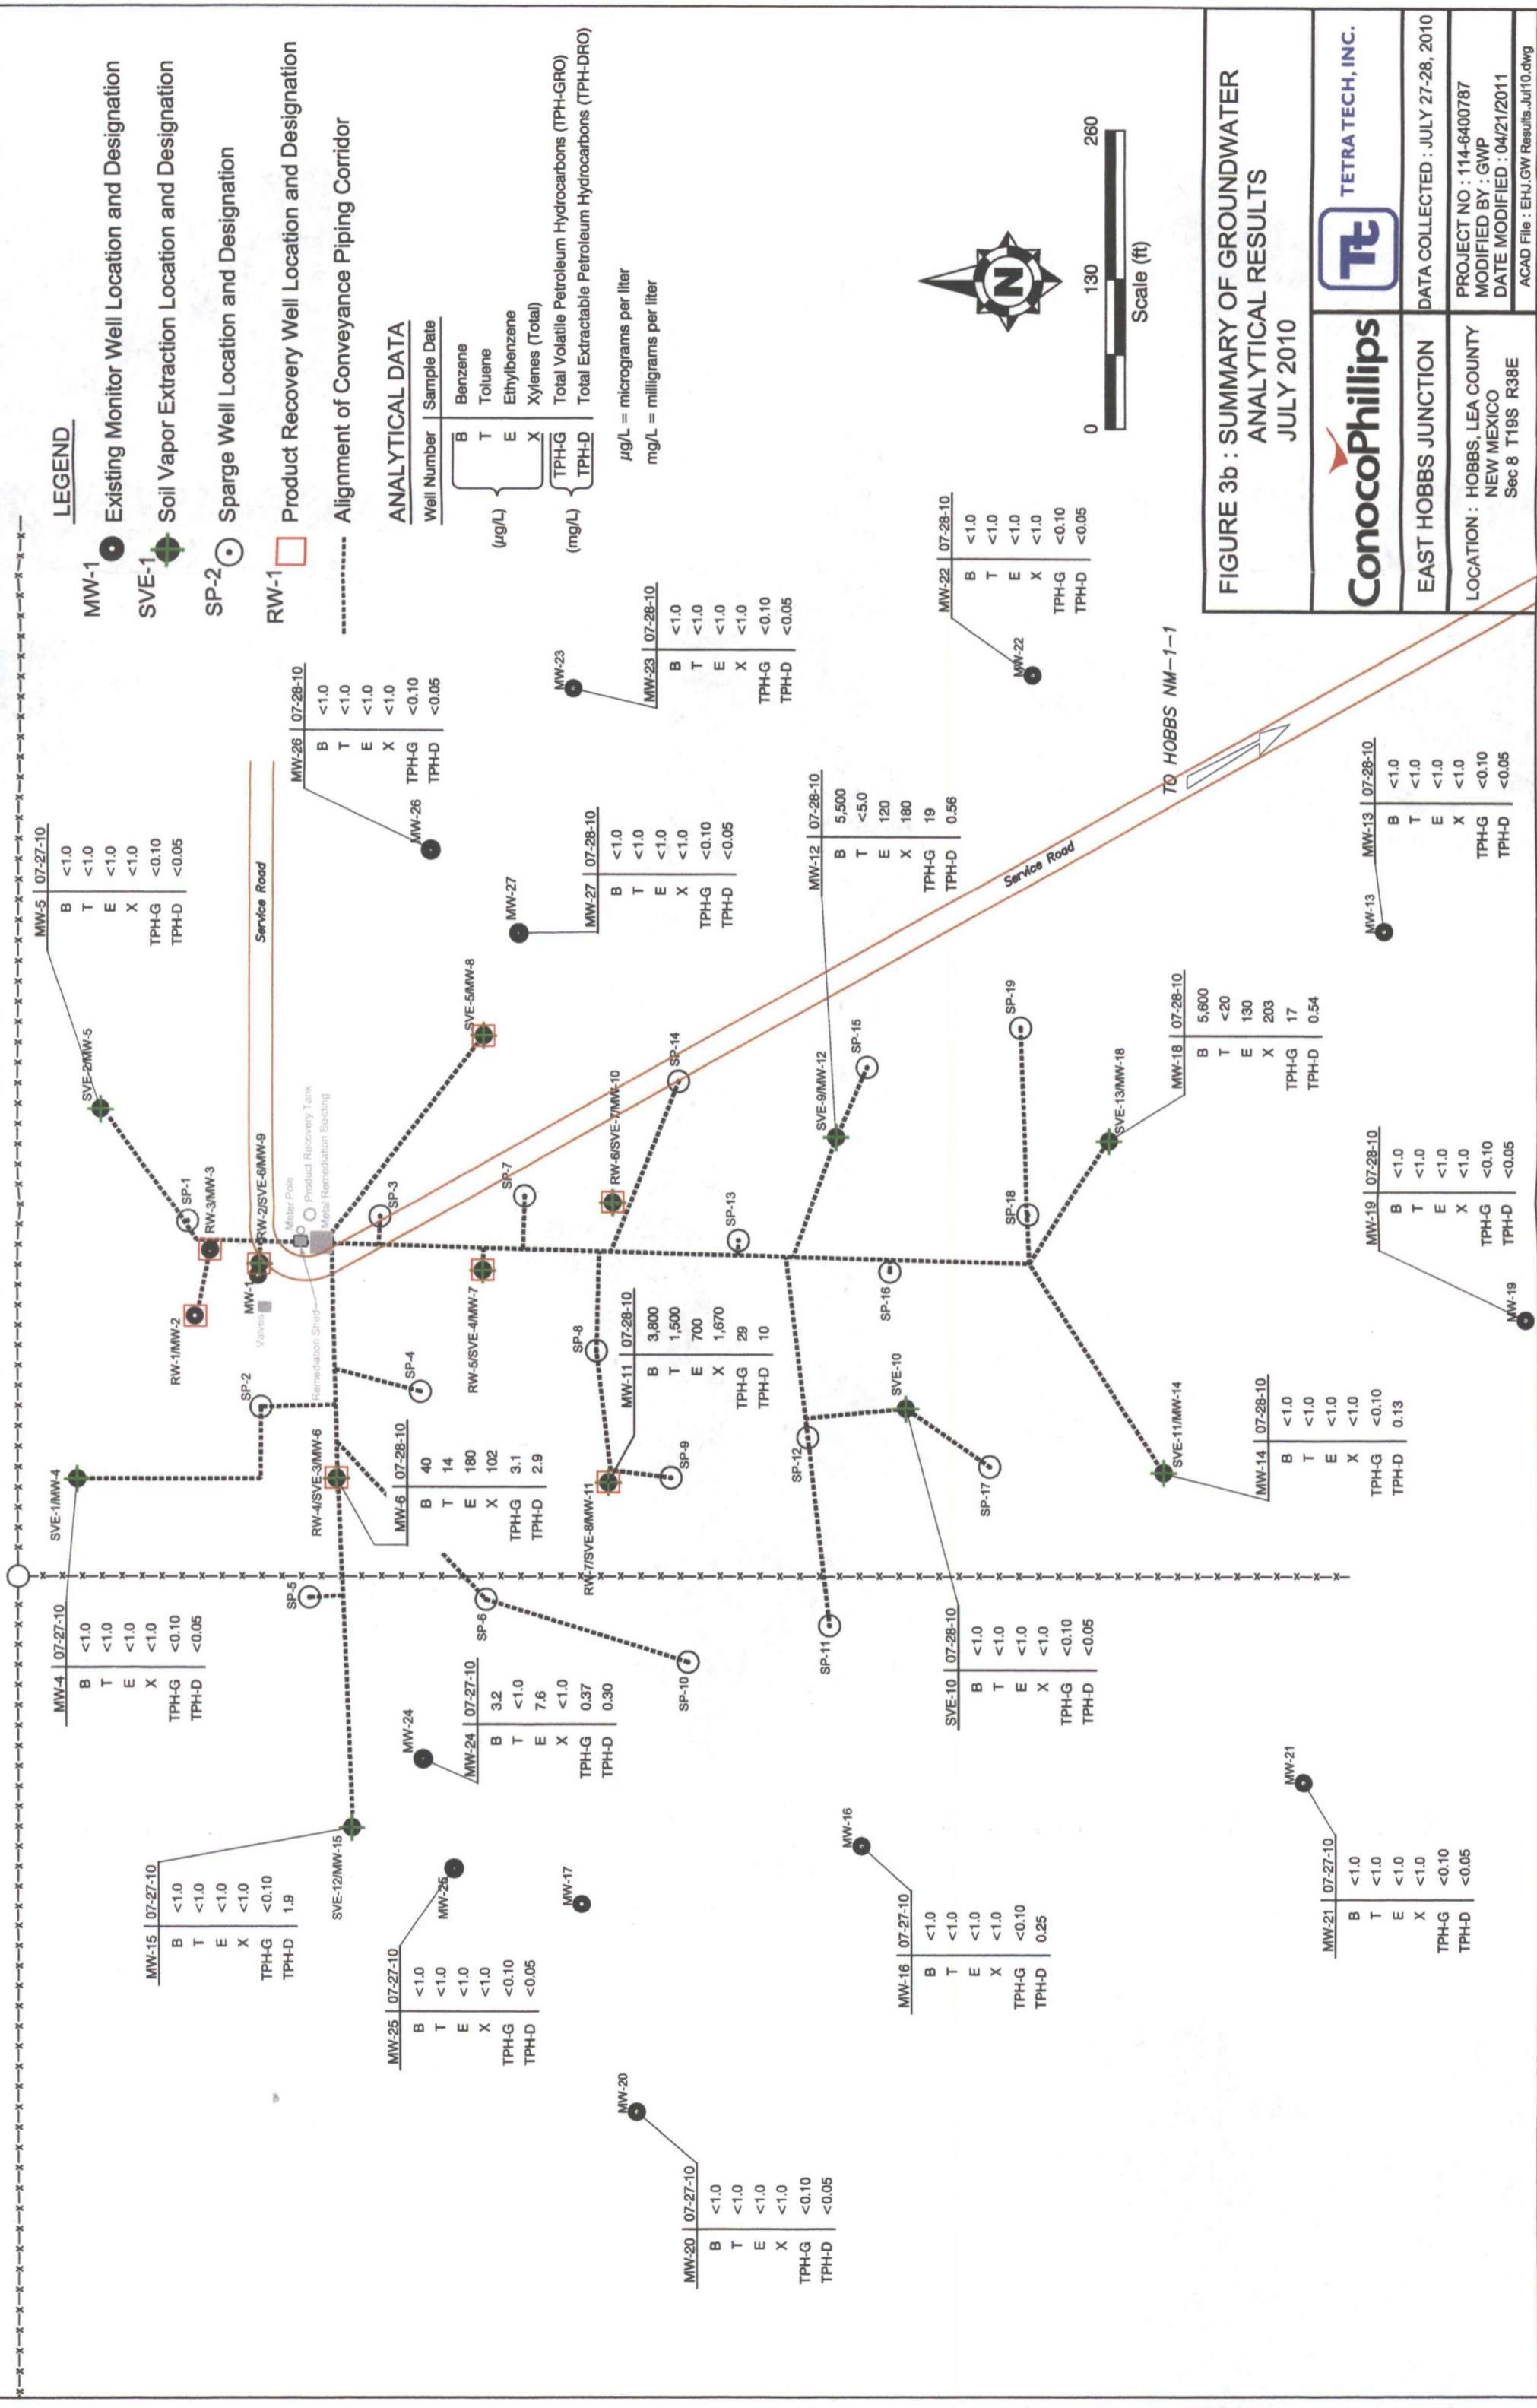 LEGEND
MW-1 Existing Monitor Well Location and Designation
SVE-1 Soil Vapor Extraction Location and Designation
SP-2 Sparge Well Location and Designation
RW-1 Product Recovery Well Location and Designation
Alignment of Conveyance Piping Corridor
ANALYTICAL DATA
Well Number Sample Date
(µg/L)
B Benzene
T Toluene
E Ethylbenzene
X Xylenes (Total)
(mg/L)
TPH-G Total Volatile Petroleum Hydrocarbons (TPH-GRO)
TPH-D Total Extractable Petroleum Hydrocarbons (TPH-DRO)
µg/L = micrograms per liter
mg/L = milligrams per liter
MW-4 07-27-10
B <1.0
T <1.0
E <1.0
X <1.0
TPH-G <0.10
TPH-D <0.05
SVE-1/MW-4
MW-5 07-27-10
B <1.0
T <1.0
E <1.0
X <1.0
TPH-G <0.10
TPH-D <0.05
SVE-2/MW-5
SP-1
RW-3/MW-3
RW-1/MW-2
MW-1
RW-2/SVE-6/MW-9
Valves
Meter Pole
Product Recovery Tank
Metal Remediation Building
Remediation Shed
Service Road
SP-2
SP-3
SP-4
SP-5
RW-4/SVE-3/MW-6
MW-6 07-28-10
B 40
T 14
E 180
X 102
TPH-G 3.1
TPH-D 2.9
MW-15 07-27-10
B <1.0
T <1.0
E <1.0
X <1.0
TPH-G <0.10
TPH-D 1.9
SVE-12/MW-15
MW-26 07-28-10
B <1.0
T <1.0
E <1.0
X <1.0
TPH-G <0.10
TPH-D <0.05
MW-26
MW-25 07-27-10
B <1.0
T <1.0
E <1.0
X <1.0
TPH-G <0.10
TPH-D <0.05
MW-25
MW-24
MW-24 07-27-10
B 3.2
T <1.0
E 7.6
X <1.0
TPH-G 0.37
TPH-D 0.30
SP-6
RW-5/SVE-4/MW-7
SVE-5/MW-8
SP-7
MW-27
MW-27 07-28-10
B <1.0
T <1.0
E <1.0
X <1.0
TPH-G <0.10
TPH-D <0.05
MW-23
MW-23 07-28-10
B <1.0
T <1.0
E <1.0
X <1.0
TPH-G <0.10
TPH-D <0.05
MW-17
RW-7/SVE-8/MW-11
SP-8
MW-11 07-28-10
B 3,800
T 1,500
E 700
X 1,670
TPH-G 29
TPH-D 10
RW-6/SVE-7/MW-10
SP-14
SP-9
SP-10
SP-13
MW-20
MW-20 07-27-10
B <1.0
T <1.0
E <1.0
X <1.0
TPH-G <0.10
TPH-D <0.05
SP-11
SP-12
SVE-9/MW-12
MW-12 07-28-10
B 5,500
T <5.0
E 120
X 180
TPH-G 19
TPH-D 0.56
SP-15
SP-16
SVE-10
SVE-10 07-28-10
B <1.0
T <1.0
E <1.0
X <1.0
TPH-G <0.10
TPH-D <0.05
SP-17
MW-16
MW-16 07-27-10
B <1.0
T <1.0
E <1.0
X <1.0
TPH-G <0.10
TPH-D 0.25
MW-22 07-28-10
B <1.0
T <1.0
E <1.0
X <1.0
TPH-G <0.10
TPH-D <0.05
MW-22
Service Road
TO HOBBS NM-1-1
SP-18
SP-19
SVE-13/MW-18
MW-18 07-28-10
B 5,600
T <20
E 130
X 203
TPH-G 17
TPH-D 0.54
SVE-11/MW-14
MW-14 07-28-10
B <1.0
T <1.0
E <1.0
X <1.0
TPH-G <0.10
TPH-D 0.13
MW-21
MW-21 07-27-10
B <1.0
T <1.0
E <1.0
X <1.0
TPH-G <0.10
TPH-D <0.05
MW-19 07-28-10
B <1.0
T <1.0
E <1.0
X <1.0
TPH-G <0.10
TPH-D <0.05
MW-19
MW-13 07-28-10
B <1.0
T <1.0
E <1.0
X <1.0
TPH-G <0.10
TPH-D <0.05
MW-13
N
0 130 260
Scale (ft)
FIGURE 3b : SUMMARY OF GROUNDWATER
ANALYTICAL RESULTS
JULY 2010
ConocoPhillips
Tt TETRA TECH, INC.
EAST HOBBS JUNCTION
DATA COLLECTED : JULY 27-28, 2010
LOCATION : HOBBS, LEA COUNTY
NEW MEXICO
Sec 8 T19S R38E
PROJECT NO : 114-6400787
MODIFIED BY : GWP
DATE MODIFIED : 04/21/2011
ACAD File : EHJ.GW Results.Jul10.dwg